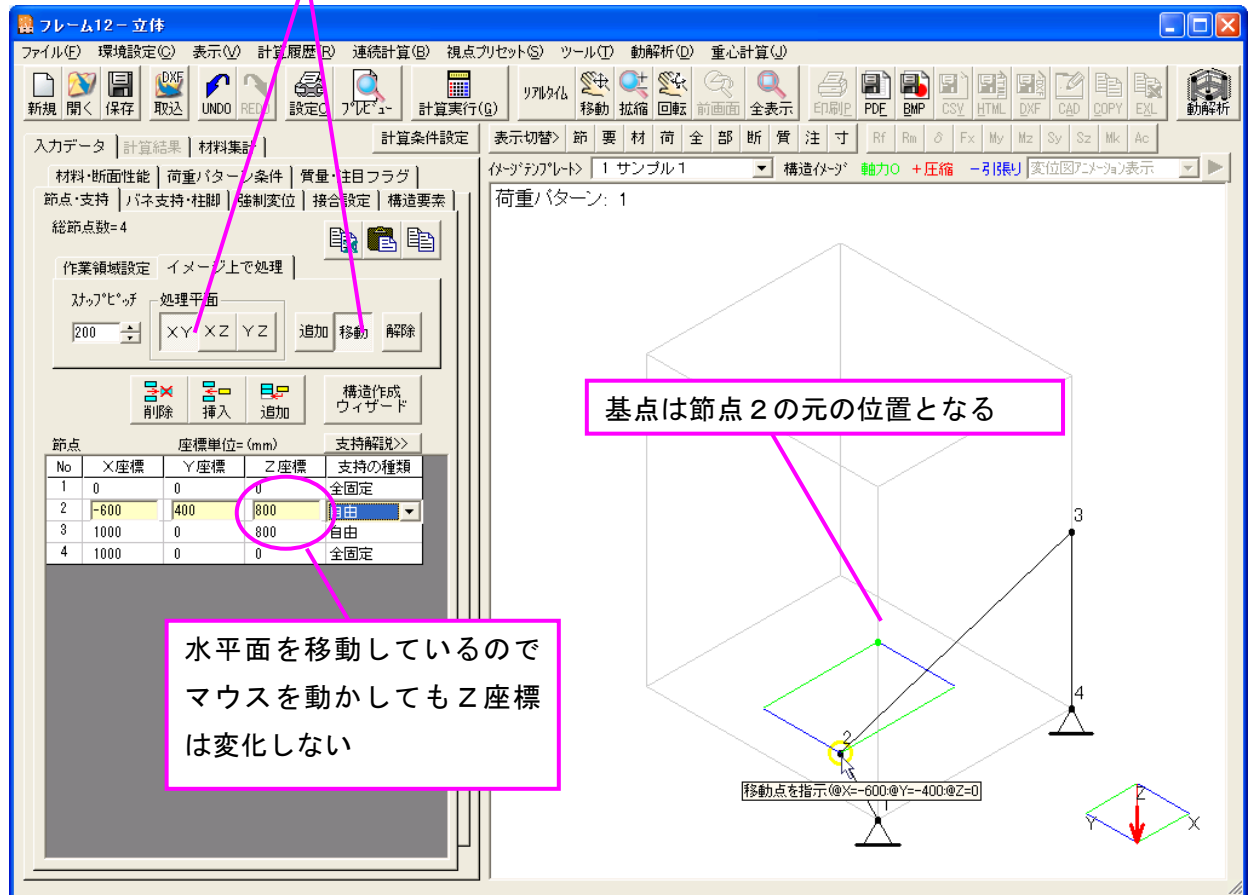 フレーム12－立体
ファイル(F) 環境設定(C) 表示(V) 計算履歴(R) 連続計算(B) 視点プリセット(S) ツール(T) 動解析(D) 重心計算(J)
新規 開く 保存 DXF 取込 UNDO REDO 設定O プレビュー 計算実行(G) リアルタイム 移動 拡縮 回転 前画面 全表示 印刷P PDF BMP CSV HTML DXF CAD COPY EXL 動解析
入力データ 計算結果 材料集計 計算条件設定 表示切替> 節 要 材 荷 全 部 断 質 注 寸 Rf Rm δ Fx My Mz Sy Sz Mk Ac
材料・断面性能 荷重パターン条件 質量・注目フラグ イメージテンプレート> 1 サンプル1 構造イメージ 軸力0 +圧縮 -引張り 変位図アニメーション表示
節点・支持 バネ支持・柱脚 強制変位 接合設定 構造要素
荷重パターン: 1
総節点数=4
作業領域設定 イメージ上で処理
スナップピッチ 処理平面
200 XY XZ YZ 追加 移動 解除
削除 挿入 追加 構造作成
ウィザード
基点は節点２の元の位置となる
節点 座標単位=(mm) 支持解説>>
No X座標 Y座標 Z座標 支持の種類
1 0 0 0 全固定
2 -600 400 800 自由
3 1000 0 800 自由
4 1000 0 0 全固定
3
4
2
1
水平面を移動しているので
マウスを動かしてもＺ座標
は変化しない
移動点を指示(@X=-600:@Y=-400:@Z=0)
Z
Y X